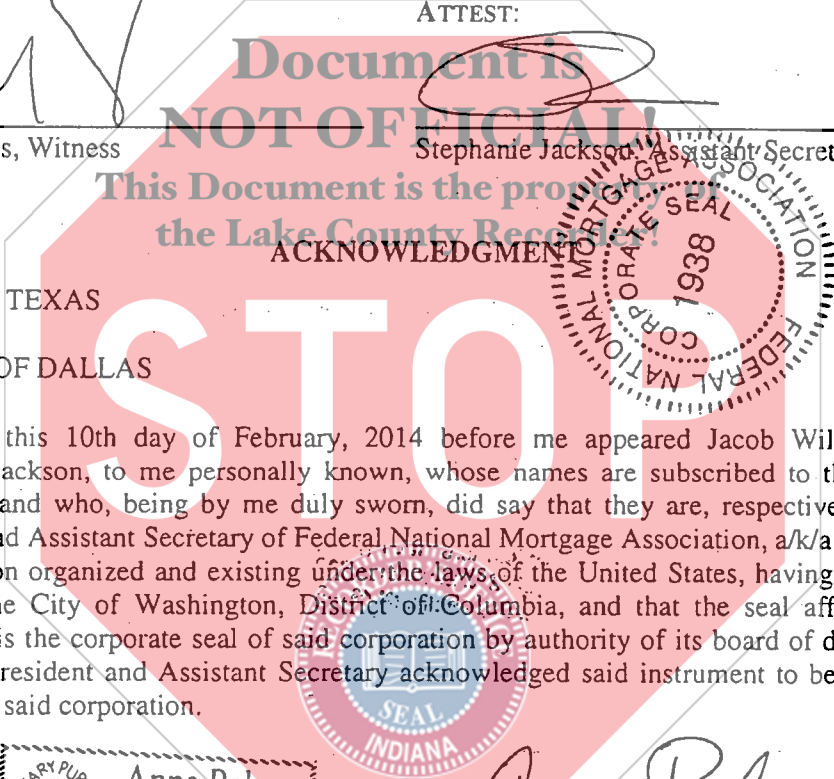 ATTEST:
Document is
NOT OFFICIAL!
s, Witness
Stephanie Jackson, Assistant Secret
This Document is the property of
the Lake County Recorder!
ACKNOWLEDGMENT
FEDERAL NATIONAL MORTGAGE ASSOCIATION
CORPORATE SEAL
1938
TEXAS
OF DALLAS
STOP
this 10th day of February, 2014 before me appeared Jacob Wil
ackson, to me personally known, whose names are subscribed to t
and who, being by me duly sworn, did say that they are, respective
d Assistant Secretary of Federal National Mortgage Association, a/k/a
n organized and existing under the laws of the United States, having
e City of Washington, District of Columbia, and that the seal aff
s the corporate seal of said corporation by authority of its board of d
resident and Assistant Secretary acknowledged said instrument to be
said corporation.
SEAL
INDIANA
ARY PU